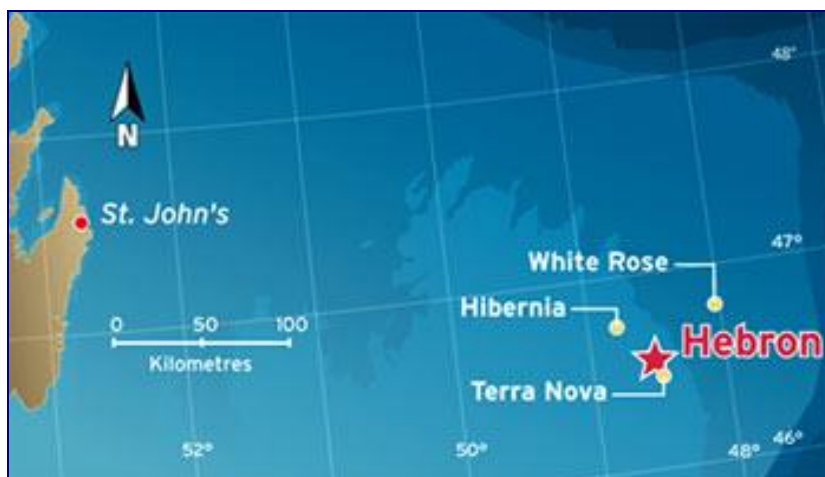 48°
N
St. John's
47°
White Rose
Hibernia
0 50 100
Kilometres
Hebron
Terra Nova
52°
50°
48°
46°